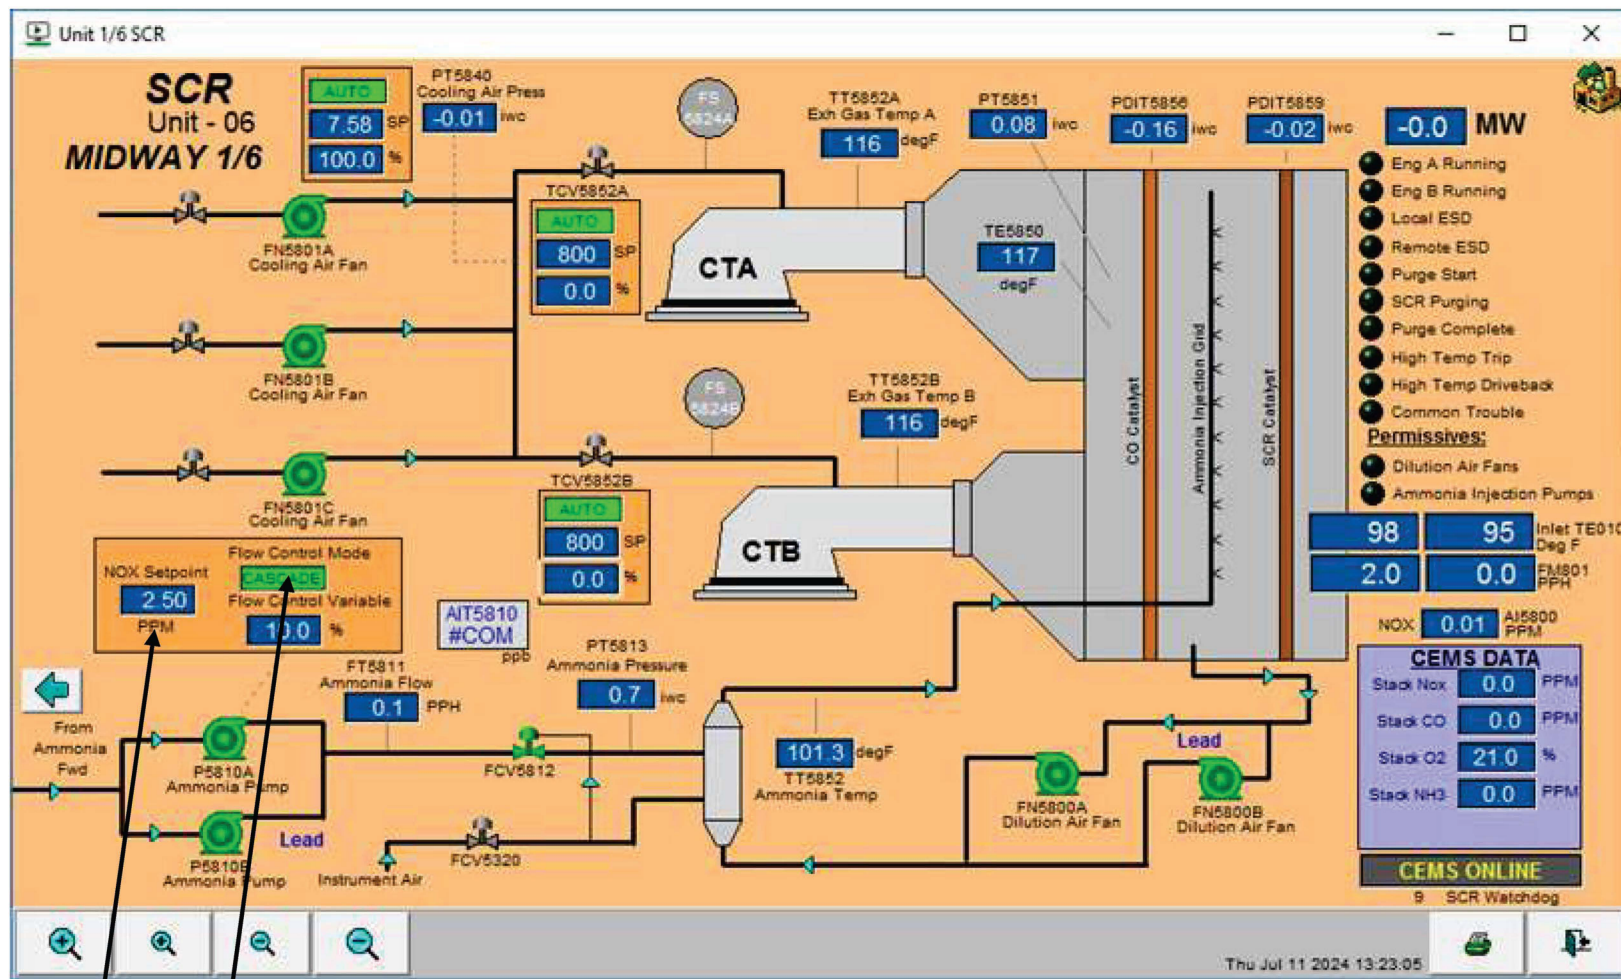 Unit 1/6 SCR
SCR
Unit - 06
MIDWAY 1/6
AUTO
7.58 SP
100.0 %
PT5840
Cooling Air Press
-0.01 iwc
FS
5824A
TT5852A
Exh Gas Temp A
116 degF
PT5851
0.08 iwc
PDIT5856
-0.16 iwc
PDIT5859
-0.02 iwc
-0.0 MW
Eng A Running
Eng B Running
Local ESD
Remote ESD
Purge Start
SCR Purging
Purge Complete
High Temp Trip
High Temp Driveback
Common Trouble
Permissives:
Dilution Air Fans
Ammonia Injection Pumps
98 95 Inlet TE010
Deg F
2.0 0.0 FM801
PPH
NOX 0.01 AI5800
PPM
FN5801A
Cooling Air Fan
TCV5852A
AUTO
800 SP
0.0 %
CTA
TE5850
117
degF
CO Catalyst
Ammonia Injection Grid
SCR Catalyst
FN5801B
Cooling Air Fan
FS
5824B
TT5852B
Exh Gas Temp B
116 degF
FN5801C
Cooling Air Fan
TCV5852B
AUTO
800 SP
0.0 %
CTB
Flow Control Mode
NOX Setpoint
CASCADE
2.50
Flow Control Variable
PPM
10.0 %
AIT5810
#COM
ppb
FT5811
Ammonia Flow
0.1 PPH
PT5813
Ammonia Pressure
0.7 iwc
From
Ammonia
Fwd
P5810A
Ammonia Pump
P5810B
Ammonia Pump
Lead
FCV5812
FCV5320
Instrument Air
101.3 degF
TT5852
Ammonia Temp
Lead
FN5800A
Dilution Air Fan
FN5800B
Dilution Air Fan
CEMS DATA
Stack Nox 0.0 PPM
Stack CO 0.0 PPM
Stack O2 21.0 %
Stack NH3 0.0 PPM
CEMS ONLINE
9 SCR Watchdog
Thu Jul 11 2024 13:23:05